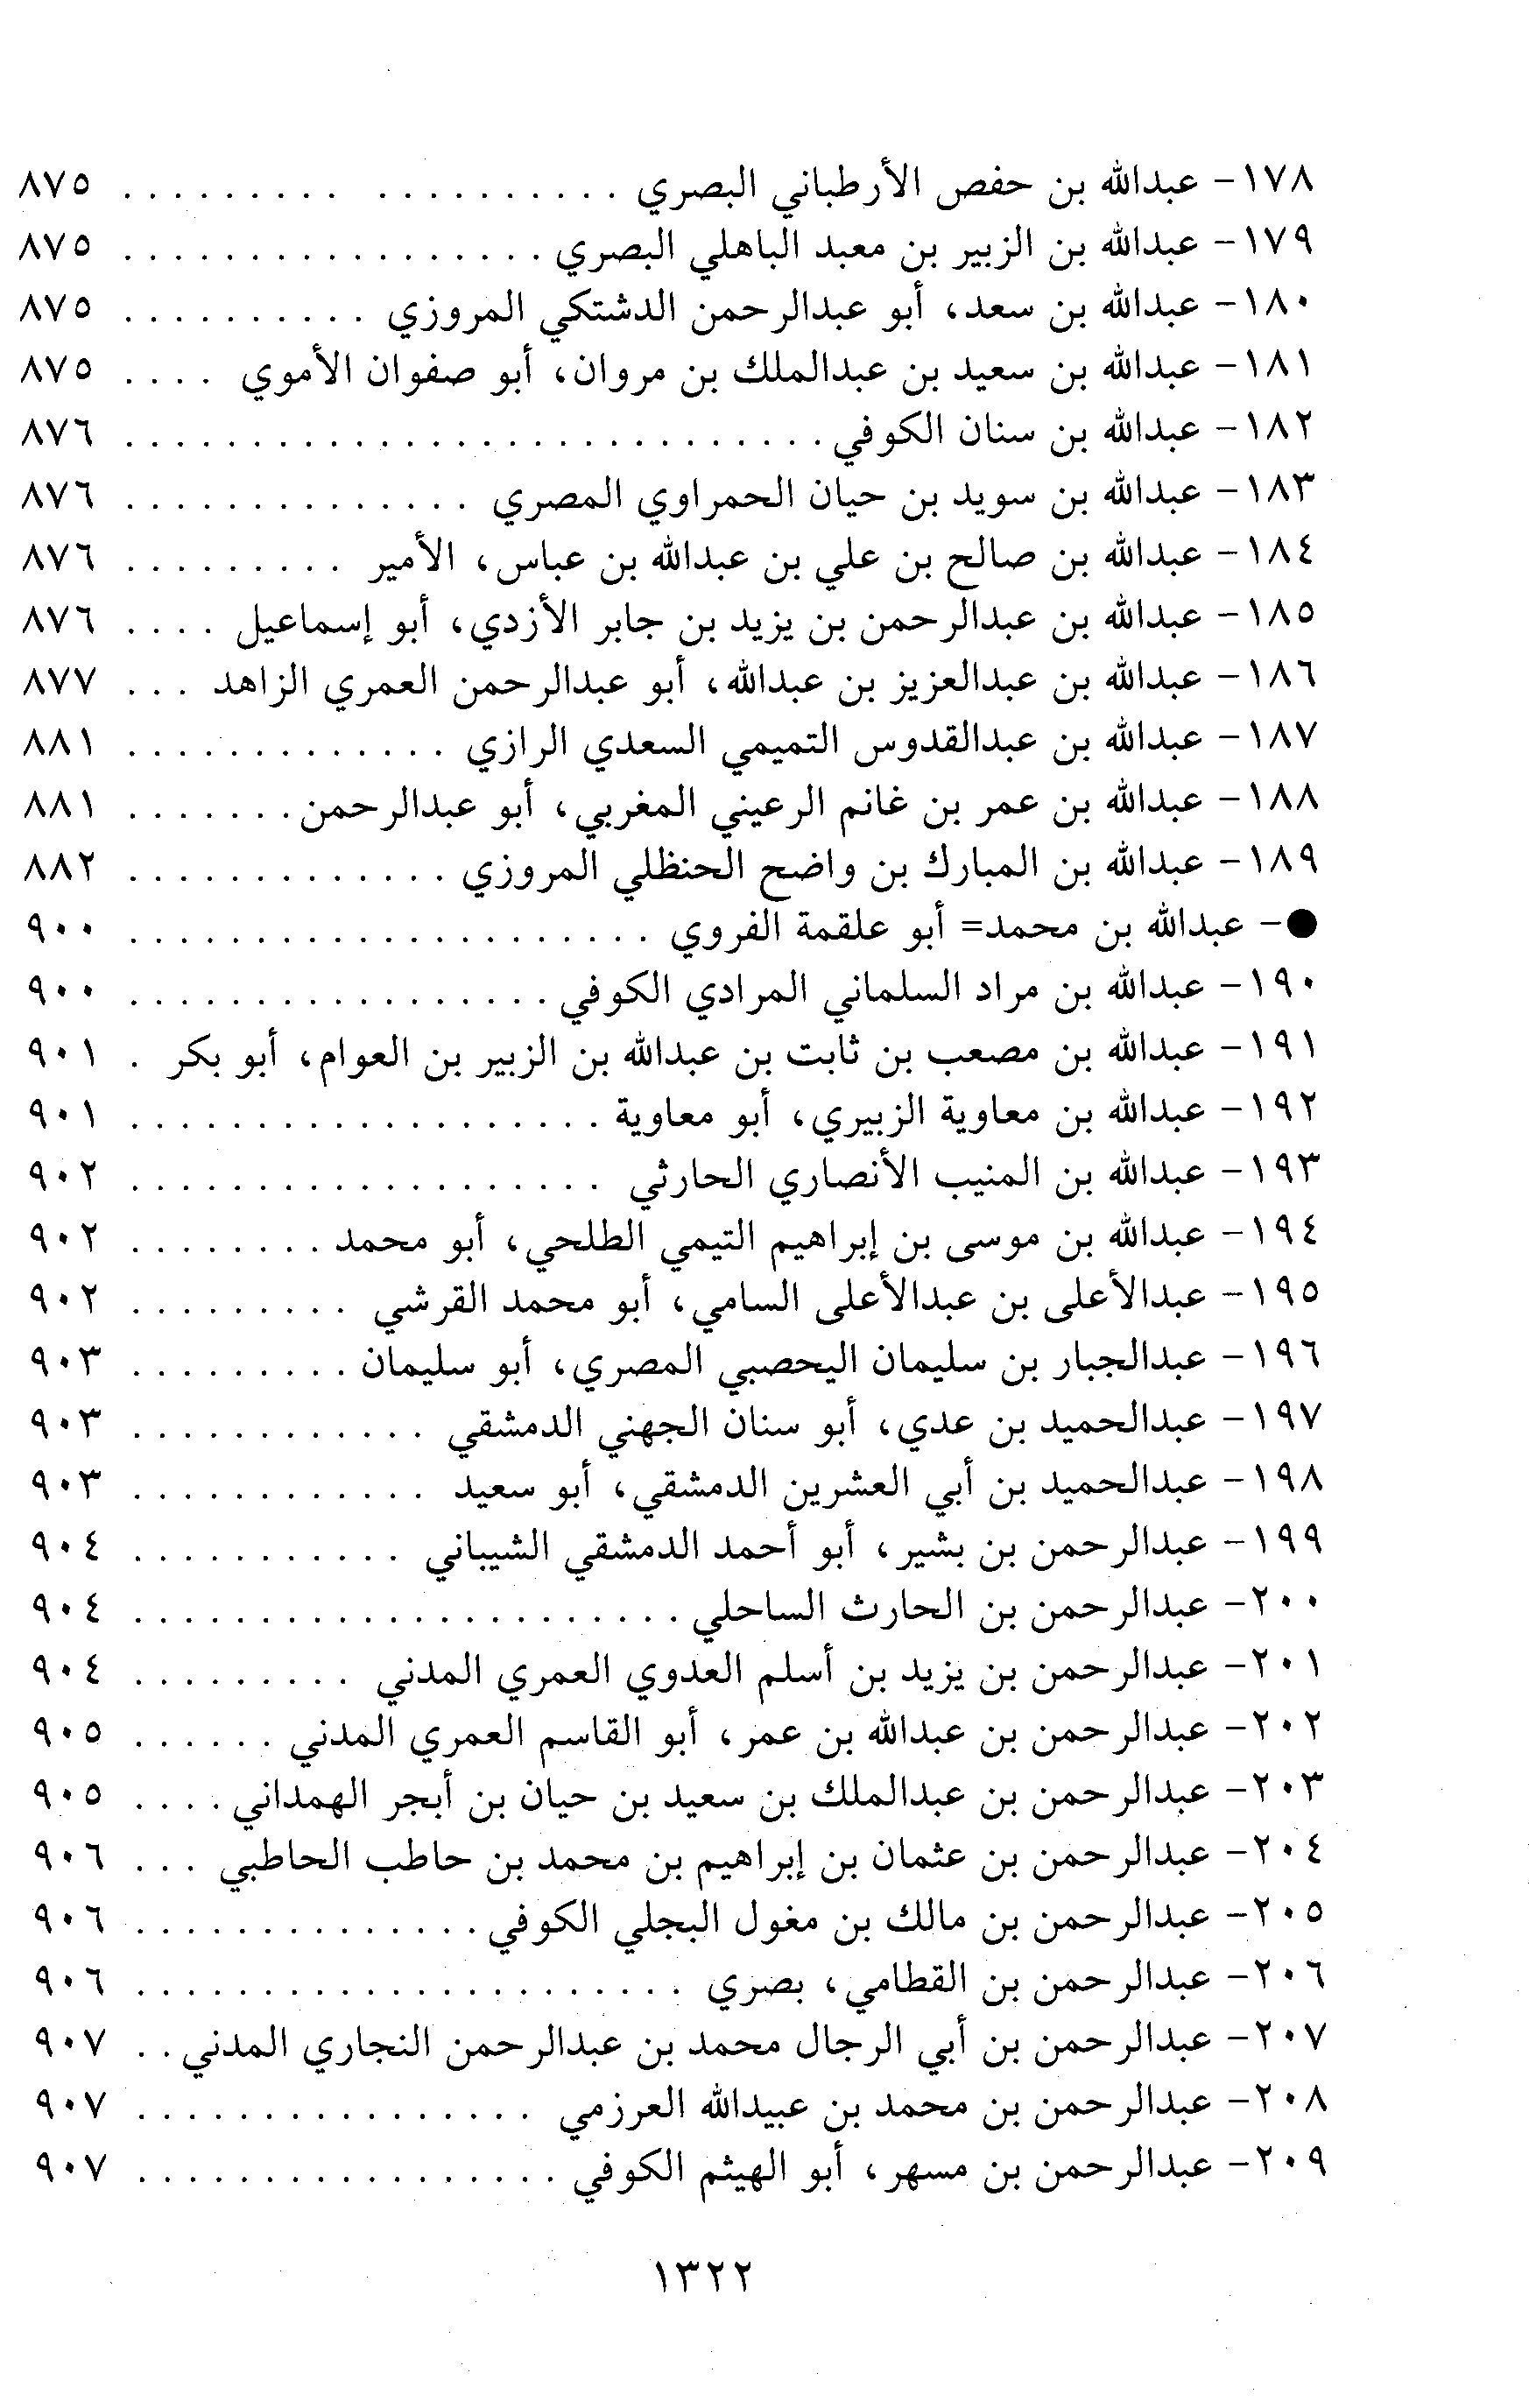 ١٧٨- عبدالله بن حفص الأرطباني البصري . . . . . . . . . . . . . . . . . . . ٨٧٥
١٧٩- عبدالله بن الزبير بن معبد الباهلي البصري . . . . . . . . . . . . . . . . . ٨٧٥
١٨٠- عبدالله بن سعد، أبو عبدالرحمن الدشتكي المروزي . . . . . . . . . . ٨٧٥
١٨١- عبدالله بن سعيد بن عبدالملك بن مروان، أبو صفوان الأموي . . . . ٨٧٥
١٨٢- عبدالله بن سنان الكوفي . . . . . . . . . . . . . . . . . . . . . . . . . . . . ٨٧٦
١٨٣- عبدالله بن سويد بن حيان الحمراوي المصري . . . . . . . . . . . . . . ٨٧٦
١٨٤- عبدالله بن صالح بن علي بن عبدالله بن عباس، الأمير . . . . . . . . . ٨٧٦
١٨٥- عبدالله بن عبدالرحمن بن يزيد بن جابر الأزدي، أبو إسماعيل . . . . ٨٧٦
١٨٦- عبدالله بن عبدالعزيز بن عبدالله، أبو عبدالرحمن العمري الزاهد . . . ٨٧٧
١٨٧- عبدالله بن عبدالقدوس التميمي السعدي الرازي . . . . . . . . . . . . . ٨٨١
١٨٨- عبدالله بن عمر بن غانم الرعيني المغربي، أبو عبدالرحمن . . . . . . . ٨٨١
١٨٩- عبدالله بن المبارك بن واضح الحنظلي المروزي . . . . . . . . . . . . . ٨٨٢
●- عبدالله بن محمد= أبو علقمة الفروي . . . . . . . . . . . . . . . . . . . . . ٩٠٠
١٩٠- عبدالله بن مراد السلماني المرادي الكوفي . . . . . . . . . . . . . . . . . ٩٠٠
١٩١- عبدالله بن مصعب بن ثابت بن عبدالله بن الزبير بن العوام، أبو بكر . ٩٠١
١٩٢- عبدالله بن معاوية الزبيري، أبو معاوية . . . . . . . . . . . . . . . . . . . ٩٠١
١٩٣- عبدالله بن المنيب الأنصاري الحارثي . . . . . . . . . . . . . . . . . . . ٩٠٢
١٩٤- عبدالله بن موسى بن إبراهيم التيمي الطلحي، أبو محمد . . . . . . . . ٩٠٢
١٩٥- عبدالأعلى بن عبدالأعلى السامي، أبو محمد القرشي . . . . . . . . . ٩٠٢
١٩٦- عبدالجبار بن سليمان اليحصبي المصري، أبو سليمان . . . . . . . . . ٩٠٣
١٩٧- عبدالحميد بن عدي، أبو سنان الجهني الدمشقي . . . . . . . . . . . . ٩٠٣
١٩٨- عبدالحميد بن أبي العشرين الدمشقي، أبو سعيد . . . . . . . . . . . . ٩٠٣
١٩٩- عبدالرحمن بن بشير، أبو أحمد الدمشقي الشيباني . . . . . . . . . . . ٩٠٤
٢٠٠- عبدالرحمن بن الحارث الساحلي . . . . . . . . . . . . . . . . . . . . . . ٩٠٤
٢٠١- عبدالرحمن بن يزيد بن أسلم العدوي العمري المدني . . . . . . . . . ٩٠٤
٢٠٢- عبدالرحمن بن عبدالله بن عمر، أبو القاسم العمري المدني . . . . . . ٩٠٥
٢٠٣- عبدالرحمن بن عبدالملك بن سعيد بن حيان بن أبجر الهمداني . . . . ٩٠٥
٢٠٤- عبدالرحمن بن عثمان بن إبراهيم بن محمد بن حاطب الحاطبي . . . ٩٠٦
٢٠٥- عبدالرحمن بن مالك بن مغول البجلي الكوفي . . . . . . . . . . . . . . ٩٠٦
٢٠٦- عبدالرحمن بن القطامي، بصري . . . . . . . . . . . . . . . . . . . . . . ٩٠٦
٢٠٧- عبدالرحمن بن أبي الرجال محمد بن عبدالرحمن النجاري المدني . . ٩٠٧
٢٠٨- عبدالرحمن بن محمد بن عبيدالله العرزمي . . . . . . . . . . . . . . . . ٩٠٧
٢٠٩- عبدالرحمن بن مسهر، أبو الهيثم الكوفي . . . . . . . . . . . . . . . . . ٩٠٧
١٣٢٢